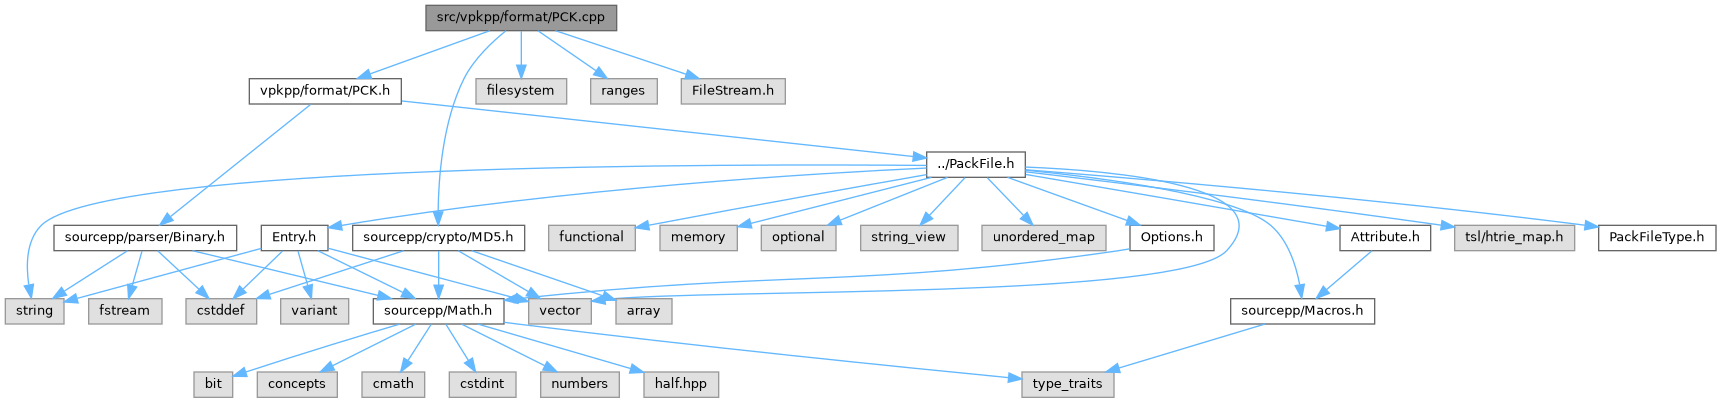 src/vpkpp/format/PCK.cpp
vpkpp/format/PCK.h
filesystem
ranges
FileStream.h
../PackFile.h
sourcepp/parser/Binary.h
Entry.h
sourcepp/crypto/MD5.h
functional
memory
optional
string_view
unordered_map
Options.h
Attribute.h
tsl/htrie_map.h
PackFileType.h
string
fstream
cstddef
variant
sourcepp/Math.h
vector
array
sourcepp/Macros.h
bit
concepts
cmath
cstdint
numbers
half.hpp
type_traits